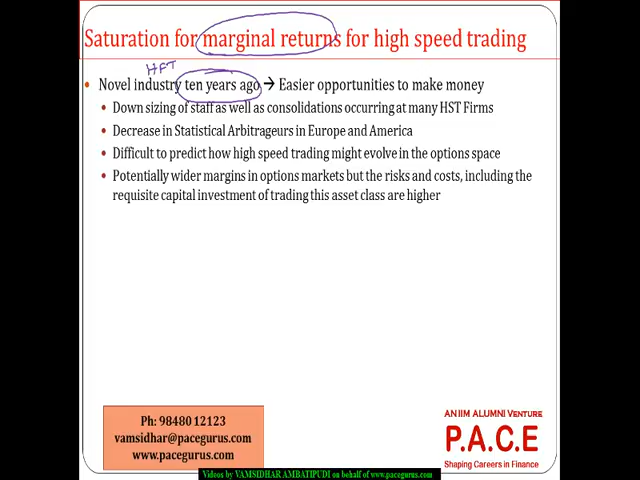 Saturation for marginal returns for high speed trading
HFT
Novel industry ten years ago → Easier opportunities to make money
Down sizing of staff as well as consolidations occurring at many HST Firms
Decrease in Statistical Arbitrageurs in Europe and America
Difficult to predict how high speed trading might evolve in the options space
Potentially wider margins in options markets but the risks and costs, including the
requisite capital investment of trading this asset class are higher
Ph: 98480 12123
vamsidhar@pacegurus.com
www.pacegurus.com
AN IIM ALUMNI VENTURE
P.A.C.E
Shaping Careers in Finance
Videos by VAMSIDHAR AMBATIPUDI on behalf of www.pacegurus.com